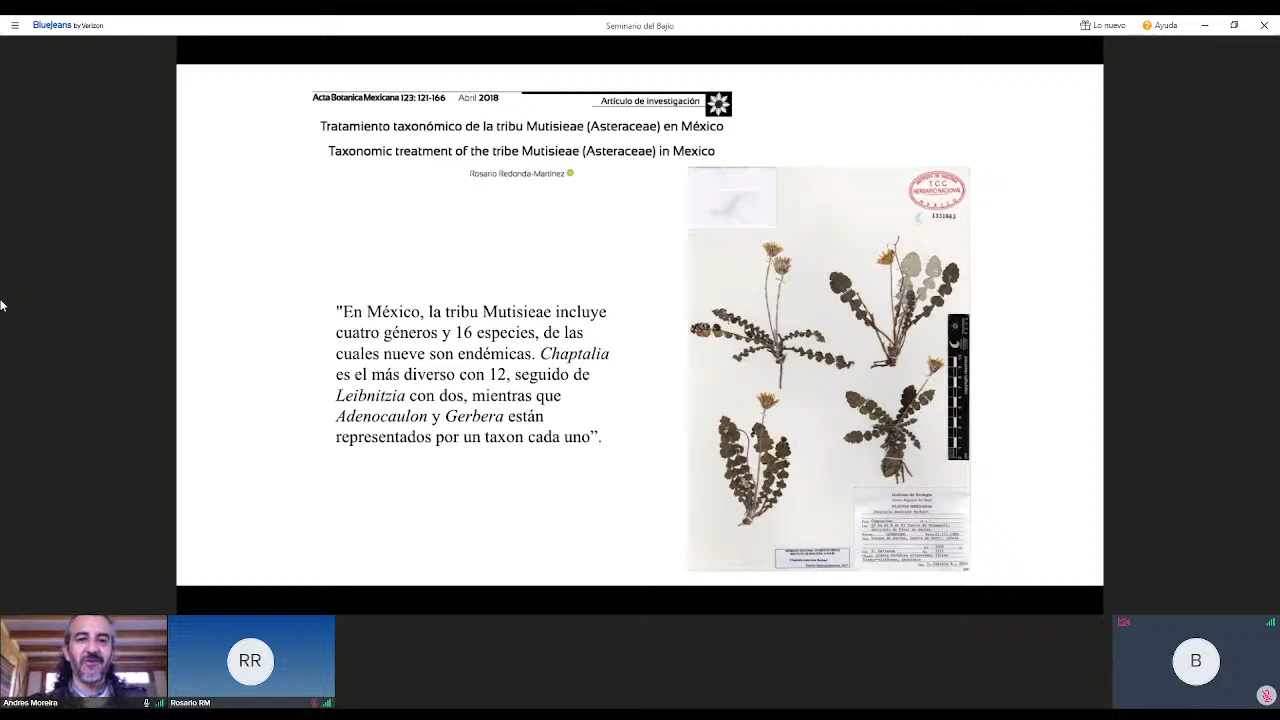 BlueJeans by Verizon
Seminario del Bajío
Lo nuevo
Ayuda
Acta Botanica Mexicana 123: 121-166 Abril 2018
Artículo de investigación
Tratamiento taxonómico de la tribu Mutisieae (Asteraceae) en México
Taxonomic treatment of the tribe Mutisieae (Asteraceae) in Mexico
Rosario Redonda-Martínez
"En México, la tribu Mutisieae incluye
cuatro géneros y 16 especies, de las
cuales nueve son endémicas. Chaptalia
es el más diverso con 12, seguido de
Leibnitzia con dos, mientras que
Adenocaulon y Gerbera están
representados por un taxon cada uno”.
HERBARIO NACIONAL
MEXICO
PLANTAS MEXICANAS
RR
B
Andres Moreira
Rosario RM